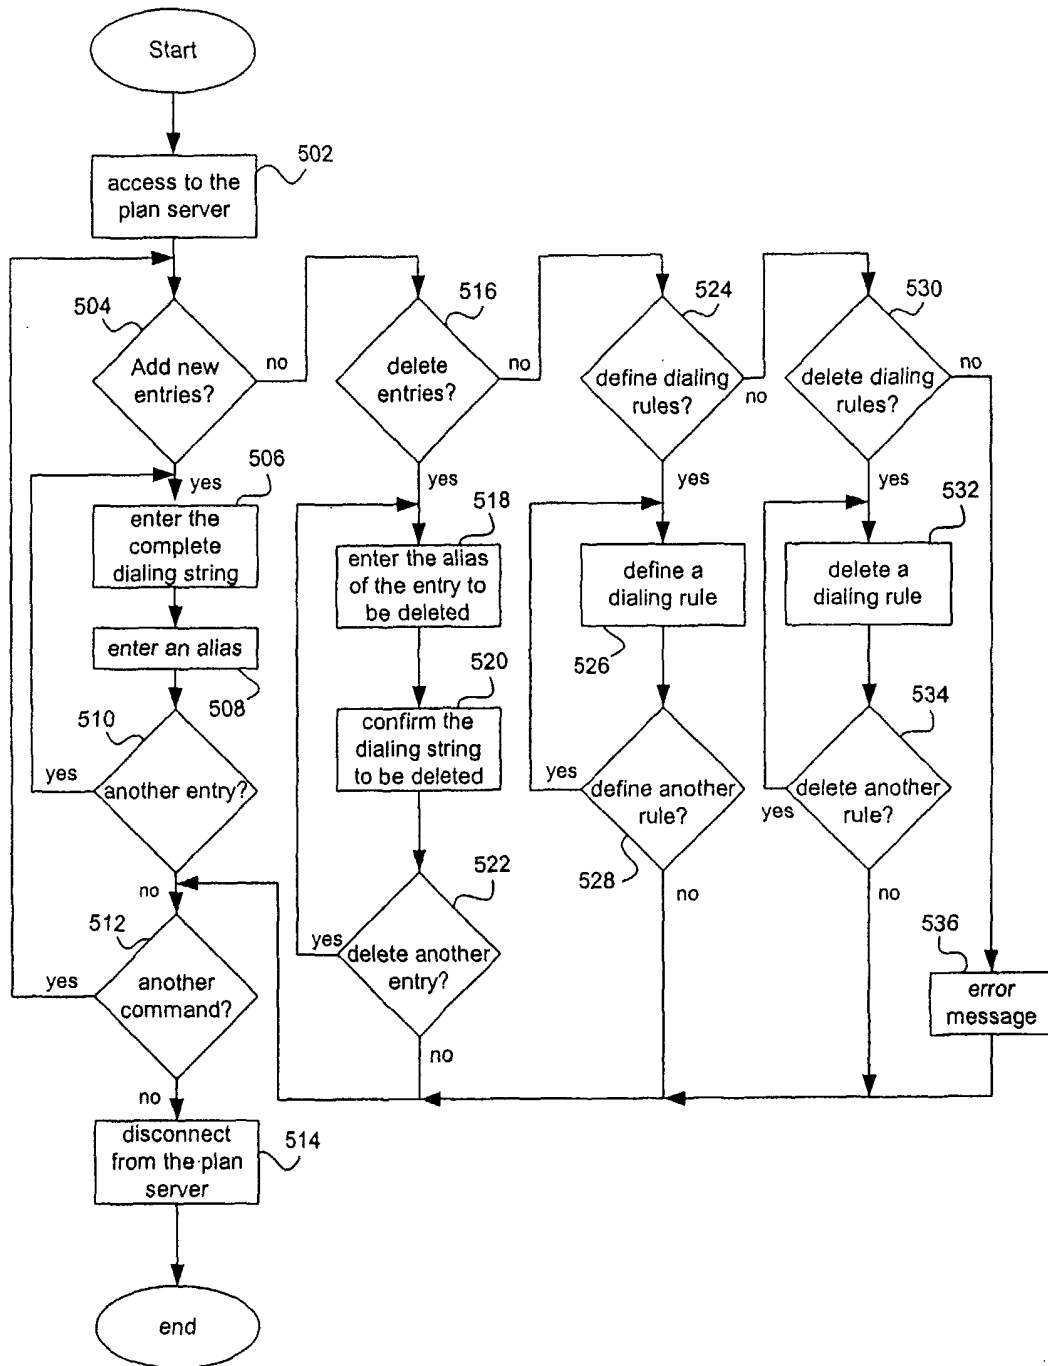 Start
502
access to the
plan server
504
Add new
entries?
no
yes
506
enter the
complete
dialing string
enter an alias
508
510
another entry?
yes
no
512
another
command?
yes
no
disconnect
from the plan
server
514
end
516
delete
entries?
no
yes
518
enter the alias
of the entry to
be deleted
520
confirm the
dialing string
to be deleted
522
delete another
entry?
yes
no
524
define dialing
rules?
no
yes
define a
dialing rule
526
define another
rule?
yes
528
no
530
delete dialing
rules?
no
yes
532
delete a
dialing rule
534
delete another
rule?
yes
no
536
error
message